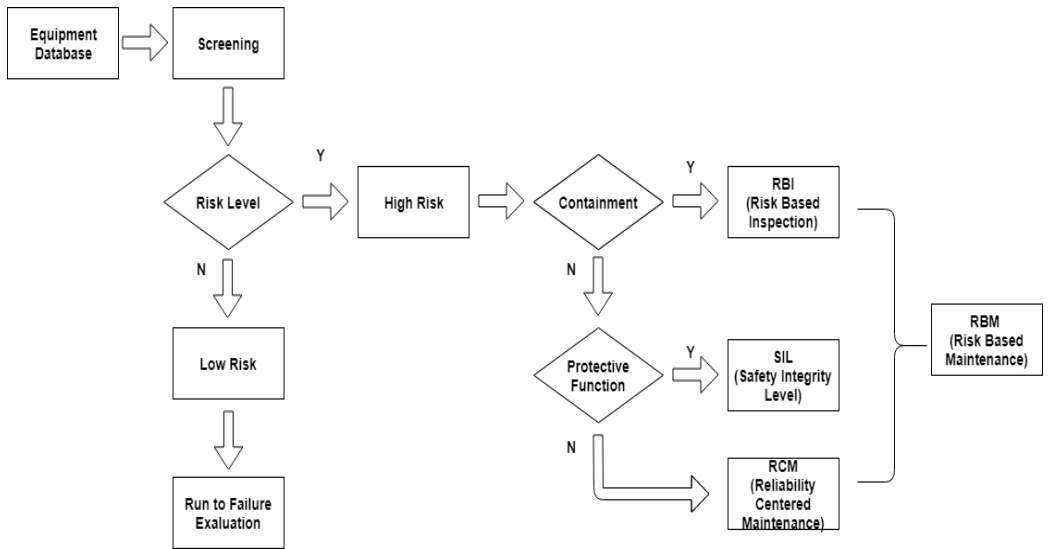 Equipment
Database
Screening
Y
Risk Level
High Risk
Containment
Y
RBI
(Risk Based
Inspection)
N
N
Low Risk
Protective
Function
Y
SIL
(Safety Integrity
Level)
RBM
(Risk Based
Maintenance)
N
Run to Failure
Evaluation
RCM
(Reliability
Centered
Maintenance)